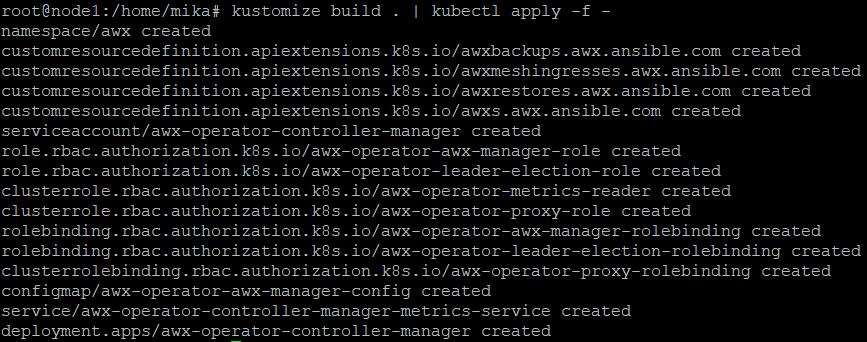 root@node1:/home/mika# kustomize build . | kubectl apply -f -
namespace/awx created
customresourcedefinition.apiextensions.k8s.io/awxbackups.awx.ansible.com created
customresourcedefinition.apiextensions.k8s.io/awxmeshingresses.awx.ansible.com created
customresourcedefinition.apiextensions.k8s.io/awxrestores.awx.ansible.com created
customresourcedefinition.apiextensions.k8s.io/awxs.awx.ansible.com created
serviceaccount/awx-operator-controller-manager created
role.rbac.authorization.k8s.io/awx-operator-awx-manager-role created
role.rbac.authorization.k8s.io/awx-operator-leader-election-role created
clusterrole.rbac.authorization.k8s.io/awx-operator-metrics-reader created
clusterrole.rbac.authorization.k8s.io/awx-operator-proxy-role created
rolebinding.rbac.authorization.k8s.io/awx-operator-awx-manager-rolebinding created
rolebinding.rbac.authorization.k8s.io/awx-operator-leader-election-rolebinding created
clusterrolebinding.rbac.authorization.k8s.io/awx-operator-proxy-rolebinding created
configmap/awx-operator-awx-manager-config created
service/awx-operator-controller-manager-metrics-service created
deployment.apps/awx-operator-controller-manager created